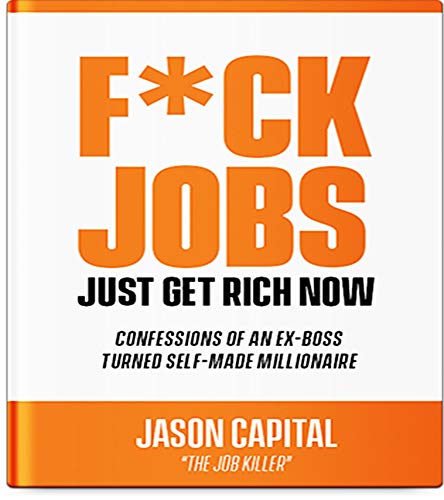 F*CK
JOBS
JUST GET RICH NOW
CONFESSIONS OF AN EX-BOSS
TURNED SELF-MADE MILLIONAIRE
JASON CAPITAL
"THE JOB KILLER"